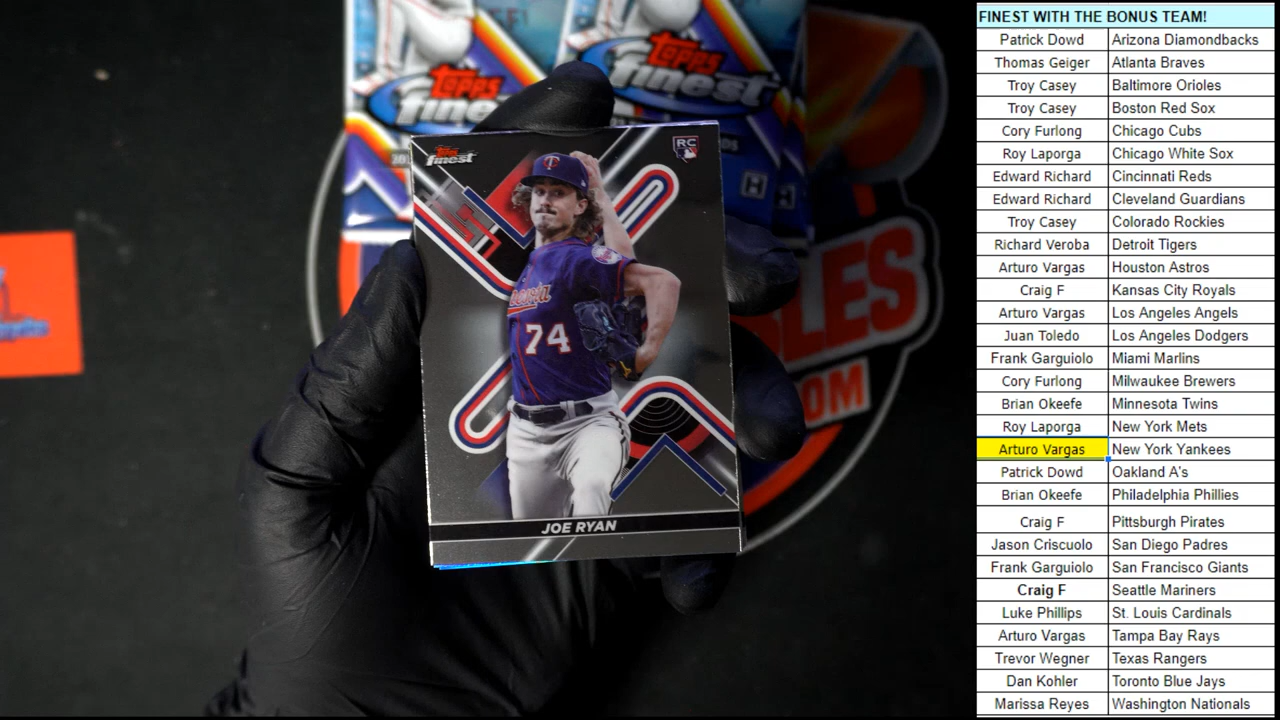 Topps
finest
Topps
finest
Topps
finest
RC
74
JOE RYAN
BLES
OM
FINEST WITH THE BONUS TEAM!
Patrick Dowd Arizona Diamondbacks
Thomas Geiger Atlanta Braves
Troy Casey Baltimore Orioles
Troy Casey Boston Red Sox
Cory Furlong Chicago Cubs
Roy Laporga Chicago White Sox
Edward Richard Cincinnati Reds
Edward Richard Cleveland Guardians
Troy Casey Colorado Rockies
Richard Veroba Detroit Tigers
Arturo Vargas Houston Astros
Craig F Kansas City Royals
Arturo Vargas Los Angeles Angels
Juan Toledo Los Angeles Dodgers
Frank Garguiolo Miami Marlins
Cory Furlong Milwaukee Brewers
Brian Okeefe Minnesota Twins
Roy Laporga New York Mets
Arturo Vargas New York Yankees
Patrick Dowd Oakland A's
Brian Okeefe Philadelphia Phillies
Craig F Pittsburgh Pirates
Jason Criscuolo San Diego Padres
Frank Garguiolo San Francisco Giants
Craig F Seattle Mariners
Luke Phillips St. Louis Cardinals
Arturo Vargas Tampa Bay Rays
Trevor Wegner Texas Rangers
Dan Kohler Toronto Blue Jays
Marissa Reyes Washington Nationals